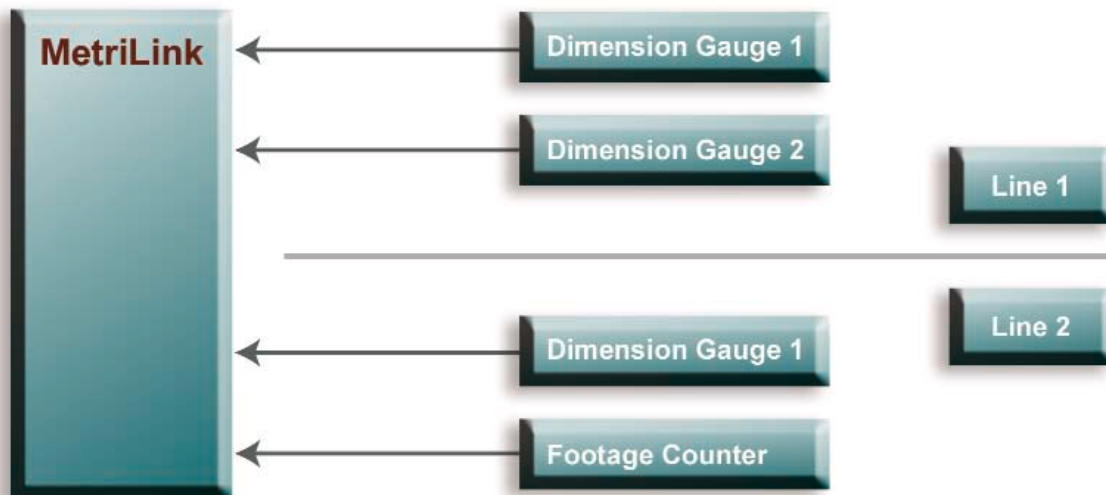 MetriLink
Dimension Gauge 1
Dimension Gauge 2
Line 1
Line 2
Dimension Gauge 1
Footage Counter